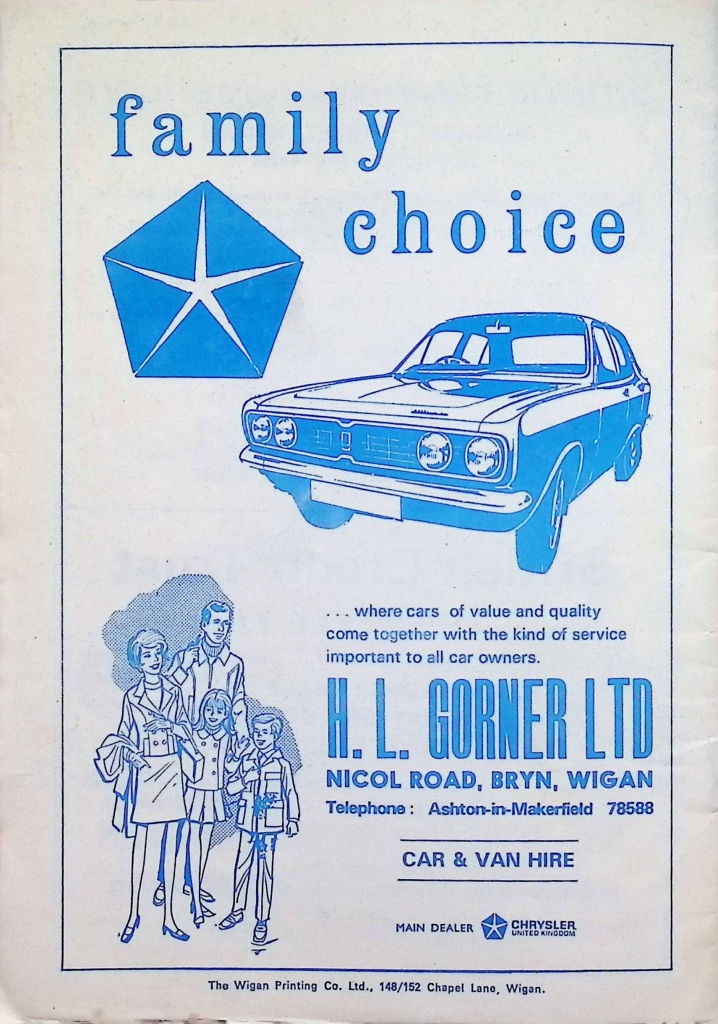 family
choice
... where cars of value and quality
come together with the kind of service
important to all car owners.
H. L. GORNER LTD
NICOL ROAD, BRYN, WIGAN
Telephone: Ashton-in-Makerfield 78588
CAR & VAN HIRE
MAIN DEALER CHRYSLER
UNITED KINGDOM
The Wigan Printing Co. Ltd., 148/152 Chapel Lane, Wigan.